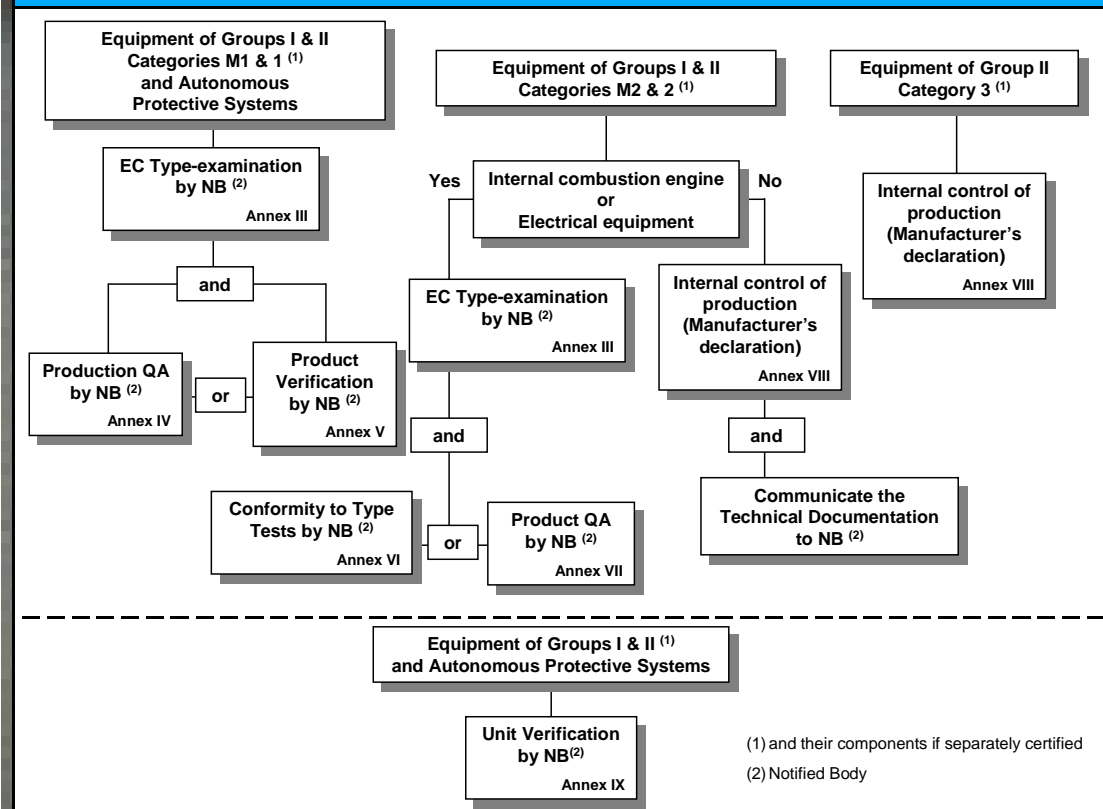 Equipment of Groups I & II
Categories M1 & 1 (1)
and Autonomous
Protective Systems
EC Type-examination
by NB (2)
Annex III
and
Production QA
by NB (2)
Annex IV
or
Product
Verification
by NB (2)
Annex V
Equipment of Groups I & II
Categories M2 & 2 (1)
Yes
Internal combustion engine
or
Electrical equipment
No
EC Type-examination
by NB (2)
Annex III
and
Conformity to Type
Tests by NB (2)
Annex VI
or
Product QA
by NB (2)
Annex VII
Internal control of
production
(Manufacturer’s
declaration)
Annex VIII
and
Communicate the
Technical Documentation
to NB (2)
Equipment of Group II
Category 3 (1)
Internal control of
production
(Manufacturer’s
declaration)
Annex VIII
Equipment of Groups I & II (1)
and Autonomous Protective Systems
Unit Verification
by NB(2)
Annex IX
(1) and their components if separately certified
(2) Notified Body